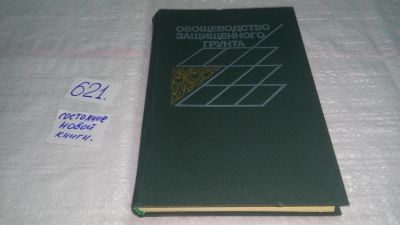 621.
состояние
новой
книги.
ОВОЩЕВОДСТВО
ЗАЩИЩЕННОГО
ГРУНТА